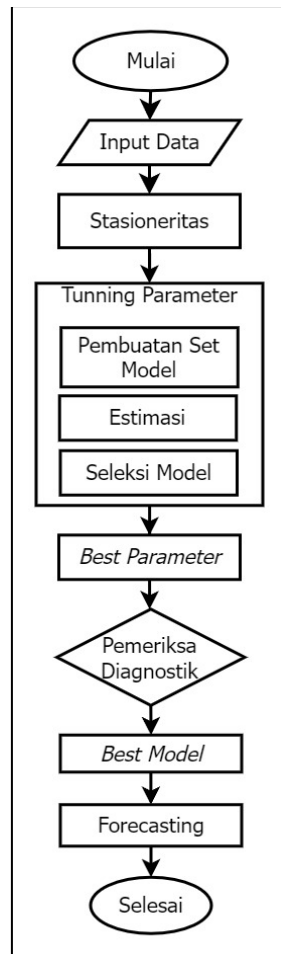 Mulai
Input Data
Stasioneritas
Tunning Parameter
Pembuatan Set
Model
Estimasi
Seleksi Model
Best Parameter
Pemeriksa
Diagnostik
Best Model
Forecasting
Selesai